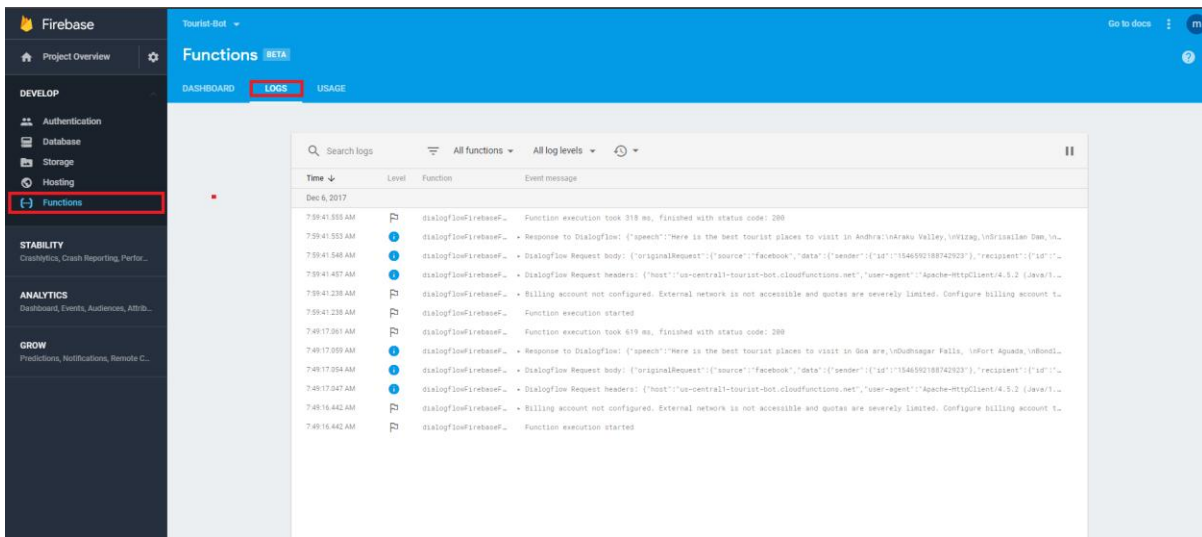 Firebase
Project Overview
DEVELOP
Authentication
Database
Storage
Hosting
Functions
STABILITY
Crashlytics, Crash Reporting, Perfor...
ANALYTICS
Dashboard, Events, Audiences, Attrib...
GROW
Predictions, Notifications, Remote C...
Tourist-Bot
Go to docs
m
Functions BETA
DASHBOARD LOGS USAGE
Search logs All functions All log levels
Time Level Function Event message
Dec 6, 2017
7:59:41.555 AM dialogflowFirebaseF... Function execution took 318 ms, finished with status code: 200
7:59:41.553 AM dialogflowFirebaseF... Response to Dialogflow: {"speech":"Here is the best tourist places to visit in Andhra:\nAraku Valley,\nVizag,\nSrisailam Dam,\n...
7:59:41.548 AM dialogflowFirebaseF... Dialogflow Request body: {"originalRequest":{"source":"facebook","data":{"sender":{"id":"1546592188742923"},"recipient":{"id":"...
7:59:41.457 AM dialogflowFirebaseF... Dialogflow Request headers: {"host":"us-central1-tourist-bot.cloudfunctions.net","user-agent":"Apache-HttpClient/4.5.2 (Java/1....
7:59:41.238 AM dialogflowFirebaseF... Billing account not configured. External network is not accessible and quotas are severely limited. Configure billing account t...
7:59:41.238 AM dialogflowFirebaseF... Function execution started
7:49:17.061 AM dialogflowFirebaseF... Function execution took 619 ms, finished with status code: 200
7:49:17.059 AM dialogflowFirebaseF... Response to Dialogflow: {"speech":"Here is the best tourist places to visit in Goa are,\nDudhsagar Falls, \nFort Aguada,\nBondl...
7:49:17.054 AM dialogflowFirebaseF... Dialogflow Request body: {"originalRequest":{"source":"facebook","data":{"sender":{"id":"1546592188742923"},"recipient":{"id":"...
7:49:17.047 AM dialogflowFirebaseF... Dialogflow Request headers: {"host":"us-central1-tourist-bot.cloudfunctions.net","user-agent":"Apache-HttpClient/4.5.2 (Java/1....
7:49:16.442 AM dialogflowFirebaseF... Billing account not configured. External network is not accessible and quotas are severely limited. Configure billing account t...
7:49:16.442 AM dialogflowFirebaseF... Function execution started